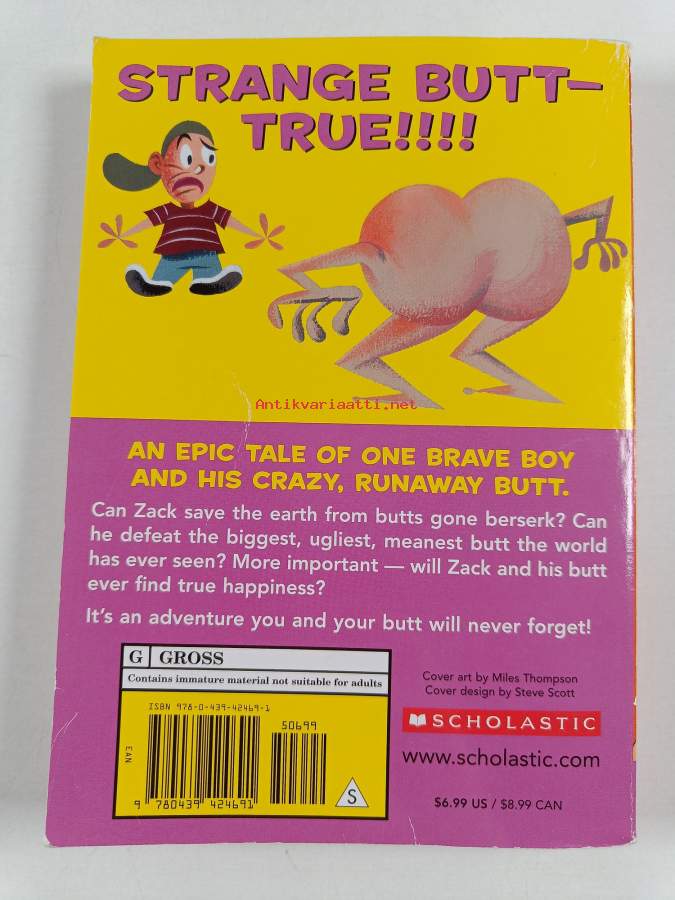 STRANGE BUTT—
TRUE!!!!
Antikvariaatti.net
AN EPIC TALE OF ONE BRAVE BOY
AND HIS CRAZY, RUNAWAY BUTT.
Can Zack save the earth from butts gone berserk? Can
he defeat the biggest, ugliest, meanest butt the world
has ever seen? More important — will Zack and his butt
ever find true happiness?
It's an adventure you and your butt will never forget!
G GROSS
Contains immature material not suitable for adults
ISBN 978-0-439-42469-1
50699
EAN
9 780439 424691
S
Cover art by Miles Thompson
Cover design by Steve Scott
SCHOLASTIC
www.scholastic.com
$6.99 US / $8.99 CAN